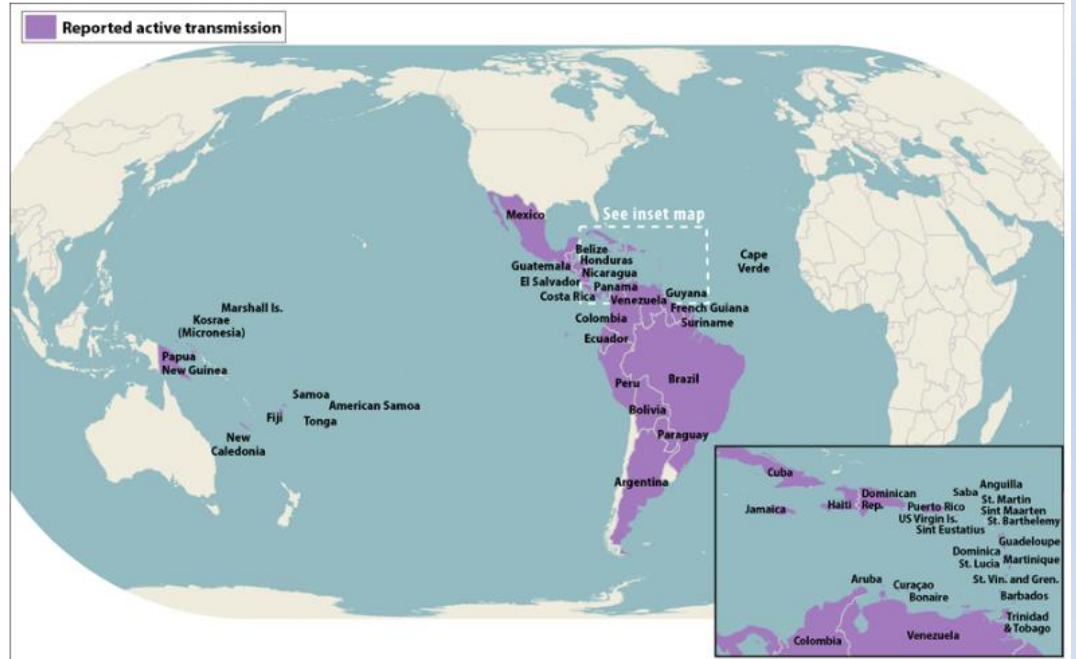 Reported active transmission
Mexico
See inset map
Belize
Honduras
Guatemala
Nicaragua
El Salvador
Panama
Costa Rica
Venezuela
Guyana
French Guiana
Suriname
Colombia
Ecuador
Peru
Brazil
Bolivia
Paraguay
Argentina
Cape
Verde
Marshall Is.
Kosrae
(Micronesia)
Papua
New Guinea
Samoa
American Samoa
Fiji
Tonga
New
Caledonia
Cuba
Jamaica
Haiti
Dominican
Rep.
Puerto Rico
US Virgin Is.
Sint Eustatius
Saba
Anguilla
St. Martin
Sint Maarten
St. Barthelemy
Guadeloupe
Dominica
Martinique
St. Lucia
St. Vin. and Gren.
Barbados
Aruba
Curaçao
Bonaire
Trinidad
& Tobago
Colombia
Venezuela